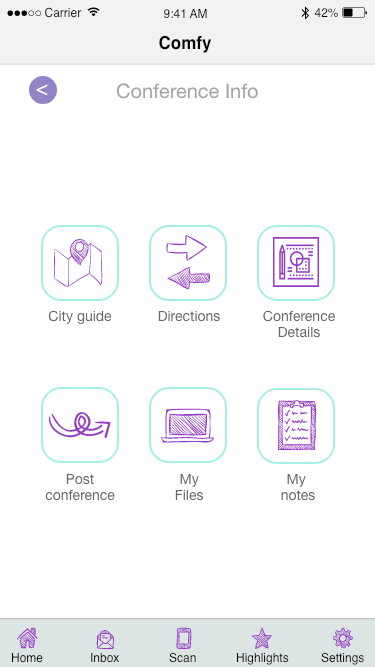 Carrier 9:41 AM 42%
Comfy
< Conference Info
City guide Directions Conference
Details
Post My My
conference Files notes
Home Inbox Scan Highlights Settings